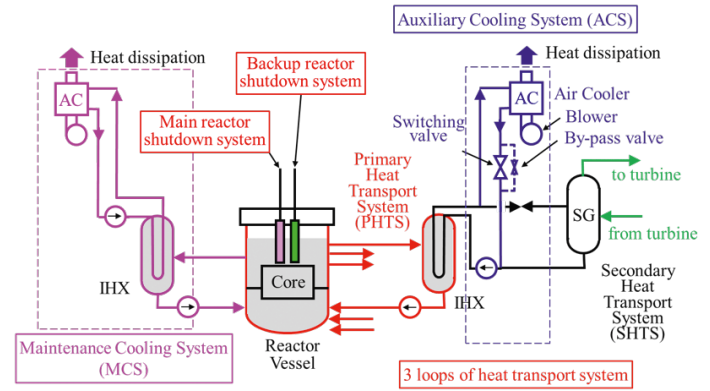 Auxiliary Cooling System (ACS)
Heat dissipation
Backup reactor
shutdown system
Heat dissipation
AC
Main reactor
shutdown system
AC
Air Cooler
Blower
Switching
valve
By-pass valve
Primary
Heat
Transport
System
(PHTS)
to turbine
SG
from turbine
IHX
Core
IHX
Secondary
Heat
Transport
System
(SHTS)
Reactor
Vessel
Maintenance Cooling System
(MCS)
3 loops of heat transport system